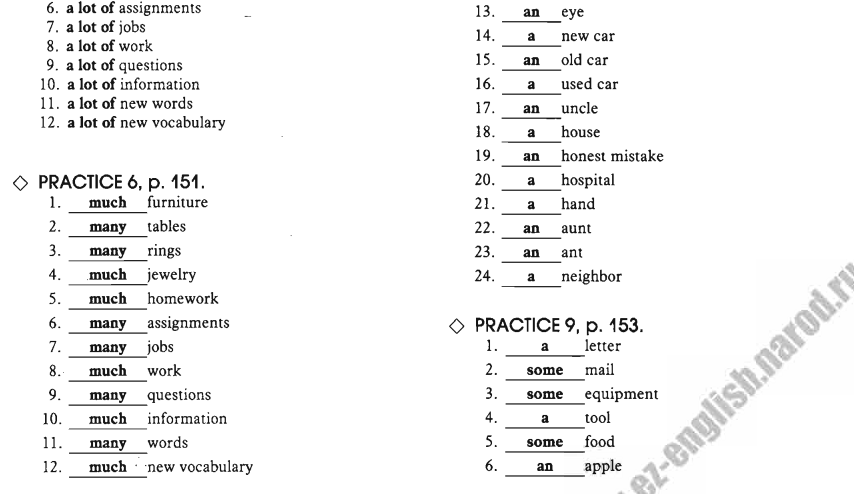 6. a lot of assignments
7. a lot of jobs
8. a lot of work
9. a lot of questions
10. a lot of information
11. a lot of new words
12. a lot of new vocabulary
◇ PRACTICE 6, p. 151.
1. much furniture
2. many tables
3. many rings
4. much jewelry
5. much homework
6. many assignments
7. many jobs
8. much work
9. many questions
10. much information
11. many words
12. much new vocabulary
13. an eye
14. a new car
15. an old car
16. a used car
17. an uncle
18. a house
19. an honest mistake
20. a hospital
21. a hand
22. an aunt
23. an ant
24. a neighbor
◇ PRACTICE 9, p. 153.
1. a letter
2. some mail
3. some equipment
4. a tool
5. some food
6. an apple
ez-english.narod.ru